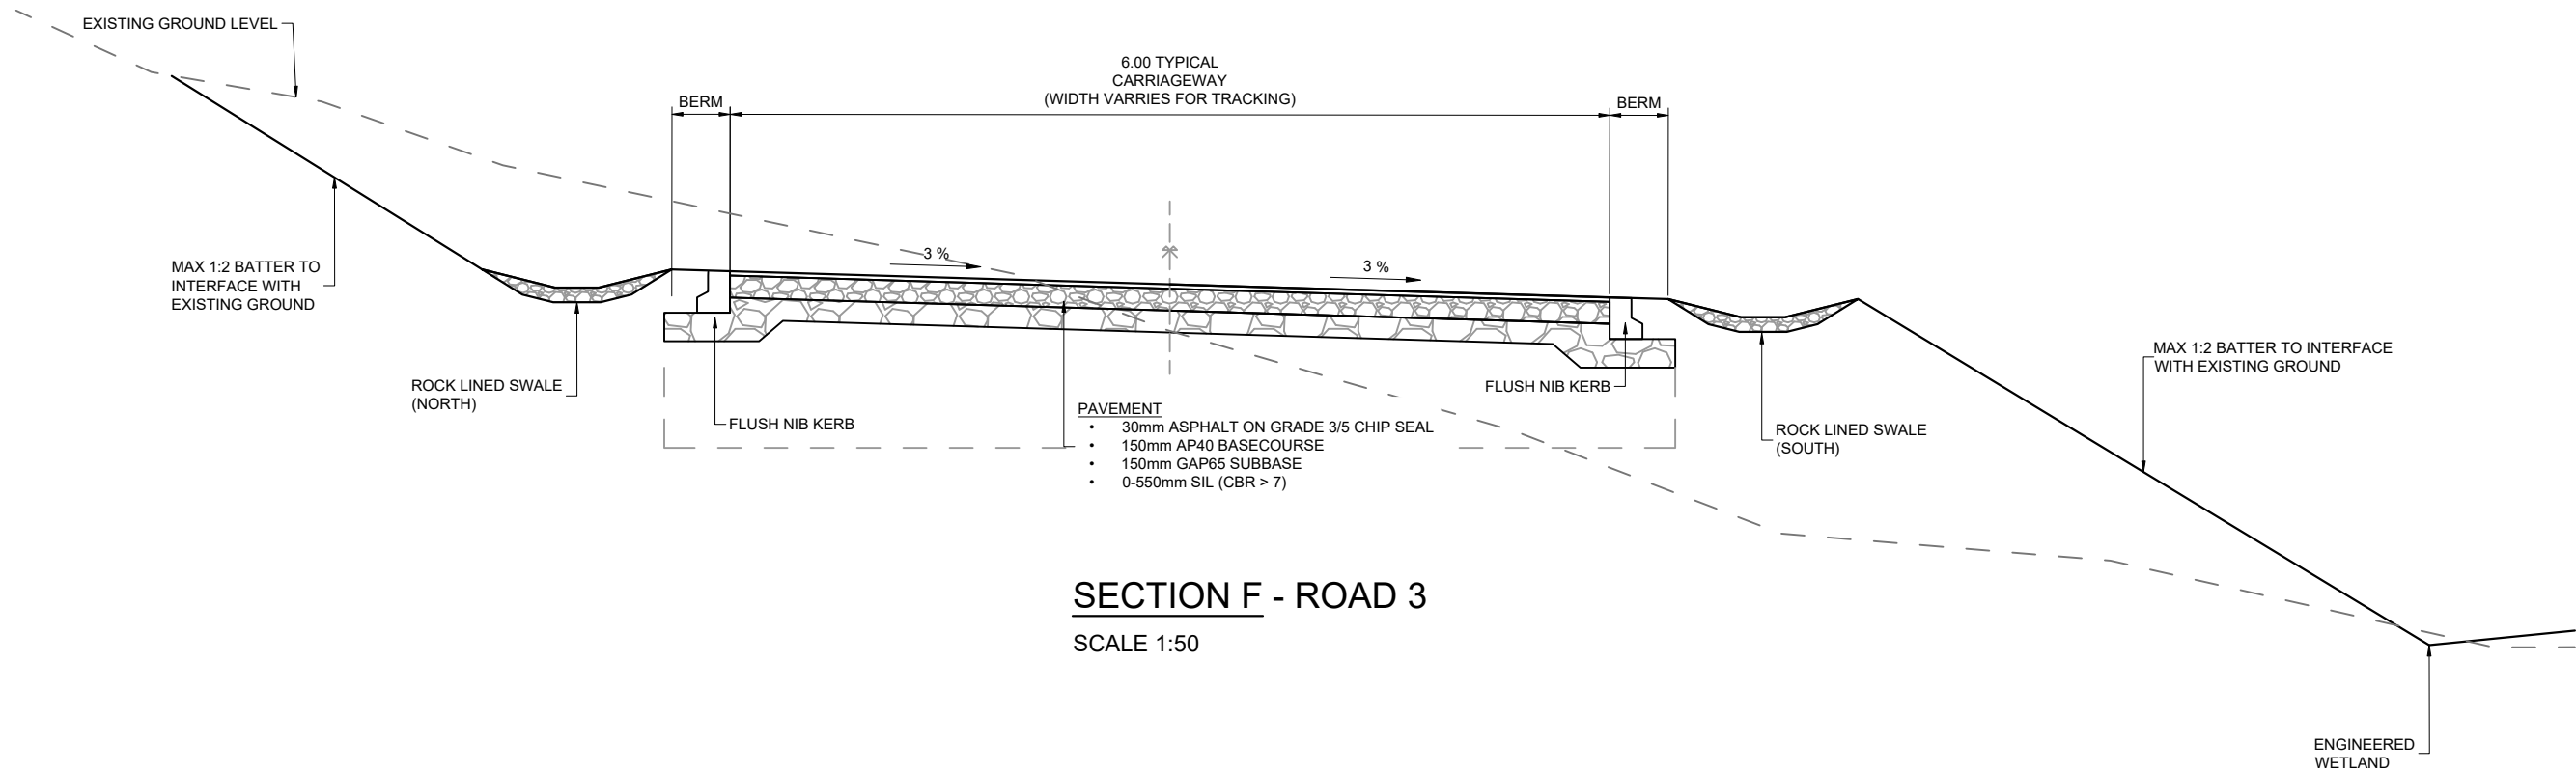 EXISTING GROUND LEVEL
6.00 TYPICAL
CARRIAGEWAY
(WIDTH VARRIES FOR TRACKING)
BERM
BERM
3 %
3 %
MAX 1:2 BATTER TO
INTERFACE WITH
EXISTING GROUND
MAX 1:2 BATTER TO INTERFACE
WITH EXISTING GROUND
ROCK LINED SWALE
(NORTH)
FLUSH NIB KERB
FLUSH NIB KERB
PAVEMENT
• 30mm ASPHALT ON GRADE 3/5 CHIP SEAL
• 150mm AP40 BASECOURSE
• 150mm GAP65 SUBBASE
• 0-550mm SIL (CBR > 7)
ROCK LINED SWALE
(SOUTH)
SECTION F - ROAD 3
SCALE 1:50
ENGINEERED
WETLAND